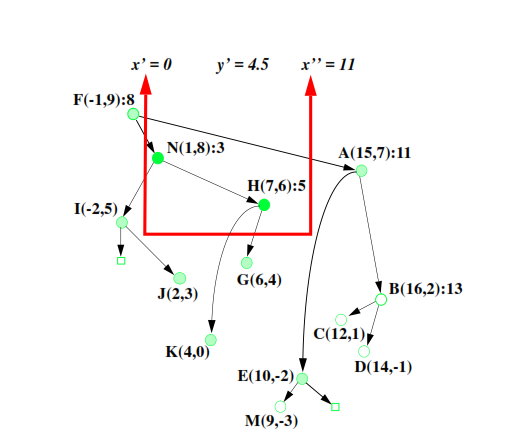 x' = 0 y' = 4.5 x'' = 11
F(-1,9):8
N(1,8):3
A(15,7):11
H(7,6):5
I(-2,5)
G(6,4)
J(2,3)
B(16,2):13
C(12,1)
K(4,0)
D(14,-1)
E(10,-2)
M(9,-3)